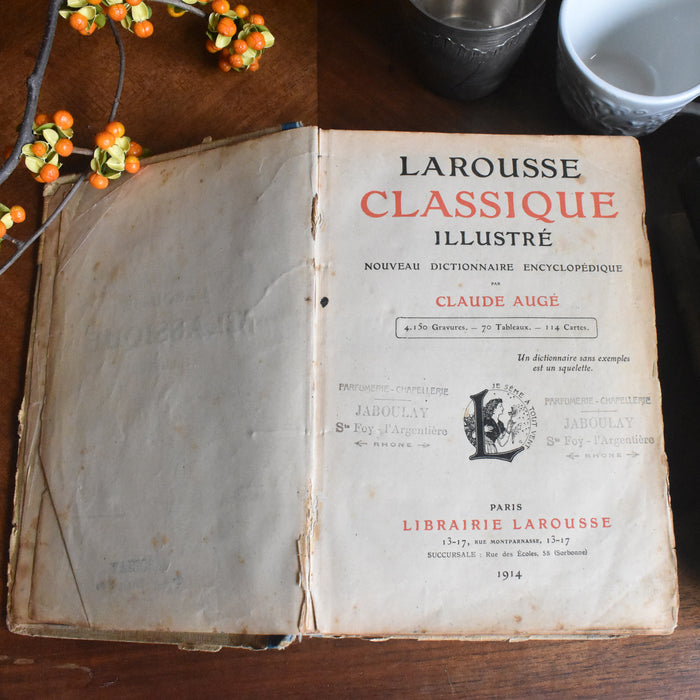 LAROUSSE
CLASSIQUE
ILLUSTRÉ
NOUVEAU DICTIONNAIRE ENCYCLOPÉDIQUE
PAR
CLAUDE AUGÉ
4.150 Gravures. — 70 Tableaux. — 114 Cartes.
Un dictionnaire sans exemples
est un squelette.
PARFUMERIE - CHAPELLERIE
JABOULAY
Ste Foy - l'Argentière
RHONE
JE SÈME À TOUT VENT
L
PARFUMERIE - CHAPELLERIE
JABOULAY
Ste Foy - l'Argentière
RHONE
PARIS
LIBRAIRIE LAROUSSE
13-17, RUE MONTPARNASSE, 13-17
SUCCURSALE : Rue des Écoles, 58 (Sorbonne)
1914